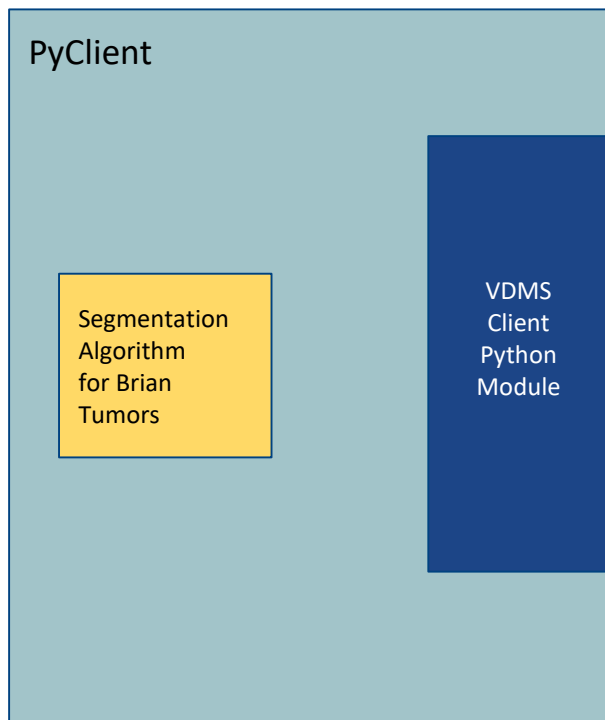 PyClient
Segmentation
Algorithm
for Brian
Tumors
VDMS
Client
Python
Module